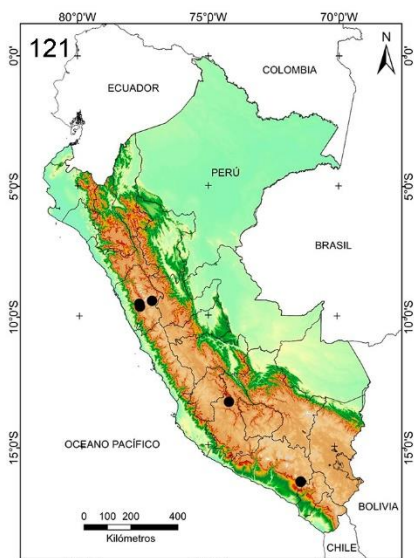 80°0'W
75°0'W
70°0'W
121
N
0°0'
0°0'
COLOMBIA
ECUADOR
PERÚ
5°0'S
5°0'S
BRASIL
10°0'S
10°0'S
15°0'S
15°0'S
OCEANO PACÍFICO
BOLIVIA
0 100 200 400
Kilómetros
CHILE